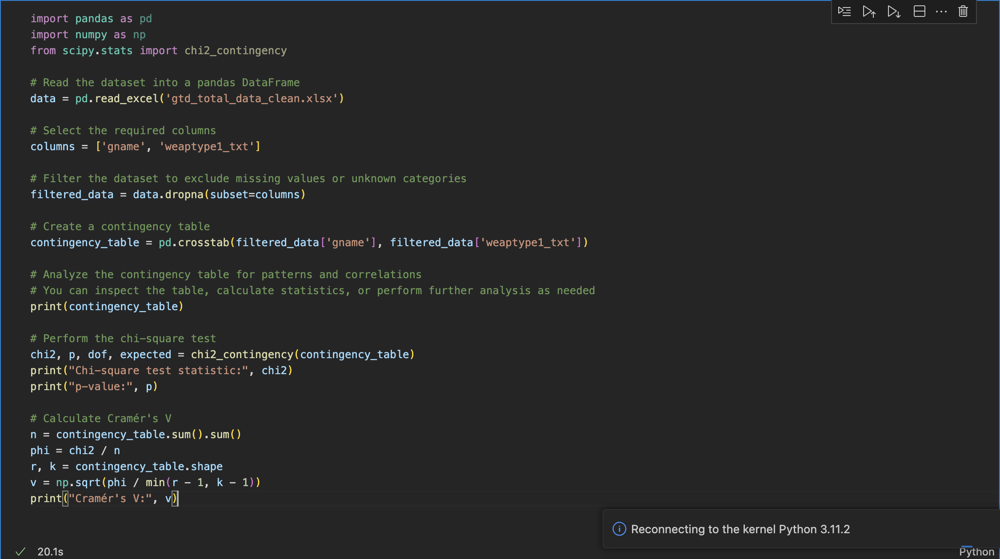 import pandas as pd
import numpy as np
from scipy.stats import chi2_contingency
# Read the dataset into a pandas DataFrame
data = pd.read_excel('gtd_total_data_clean.xlsx')
# Select the required columns
columns = ['gname', 'weaptype1_txt']
# Filter the dataset to exclude missing values or unknown categories
filtered_data = data.dropna(subset=columns)
# Create a contingency table
contingency_table = pd.crosstab(filtered_data['gname'], filtered_data['weaptype1_txt'])
# Analyze the contingency table for patterns and correlations
# You can inspect the table, calculate statistics, or perform further analysis as needed
print(contingency_table)
# Perform the chi-square test
chi2, p, dof, expected = chi2_contingency(contingency_table)
print("Chi-square test statistic:", chi2)
print("p-value:", p)
# Calculate Cramér's V
n = contingency_table.sum().sum()
phi = chi2 / n
r, k = contingency_table.shape
v = np.sqrt(phi / min(r - 1, k - 1))
print("Cramér's V:", v)
Reconnecting to the kernel Python 3.11.2
20.1s
Python